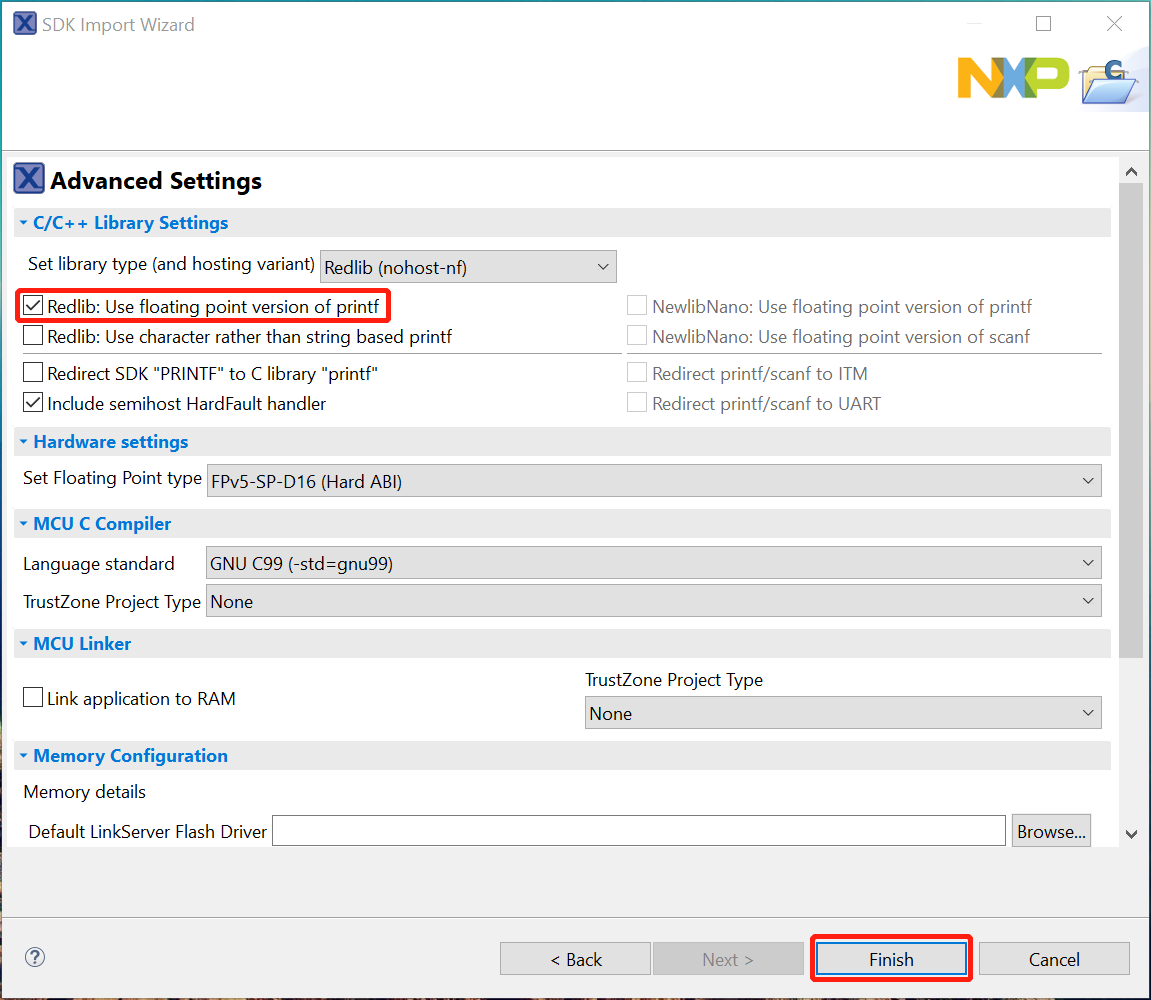 SDK Import Wizard
NXP
C
Advanced Settings
C/C++ Library Settings
Set library type (and hosting variant) Redlib (nohost-nf)
Redlib: Use floating point version of printf NewlibNano: Use floating point version of printf
Redlib: Use character rather than string based printf NewlibNano: Use floating point version of scanf
Redirect SDK "PRINTF" to C library "printf" Redirect printf/scanf to ITM
Include semihost HardFault handler Redirect printf/scanf to UART
Hardware settings
Set Floating Point type FPv5-SP-D16 (Hard ABI)
MCU C Compiler
Language standard GNU C99 (-std=gnu99)
TrustZone Project Type None
MCU Linker
TrustZone Project Type
Link application to RAM
None
Memory Configuration
Memory details
Default LinkServer Flash Driver Browse...
? < Back Next > Finish Cancel